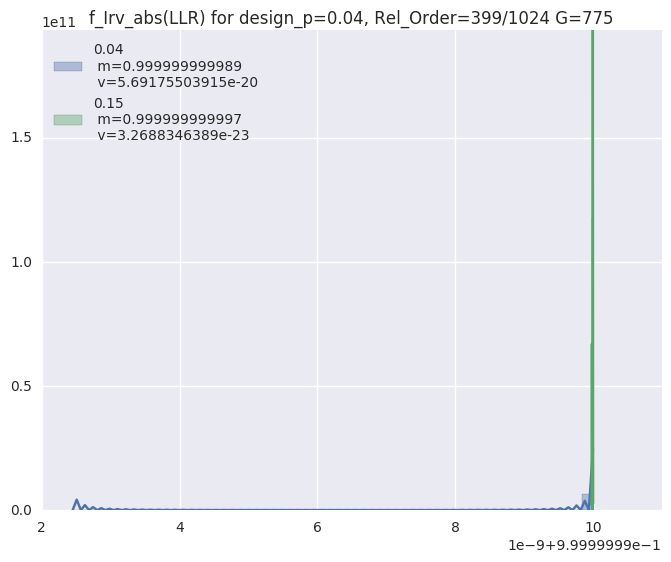 f_Irv_abs(LLR) for design_p=0.04, Rel_Order=399/1024 G=775
1e11
0.04
m=0.999999999989
v=5.69175503915e-20
0.15
m=0.999999999997
v=3.2688346389e-23
1.5
1.0
0.5
0.0
2 4 6 8 10
1e-9+9.9999999e-1